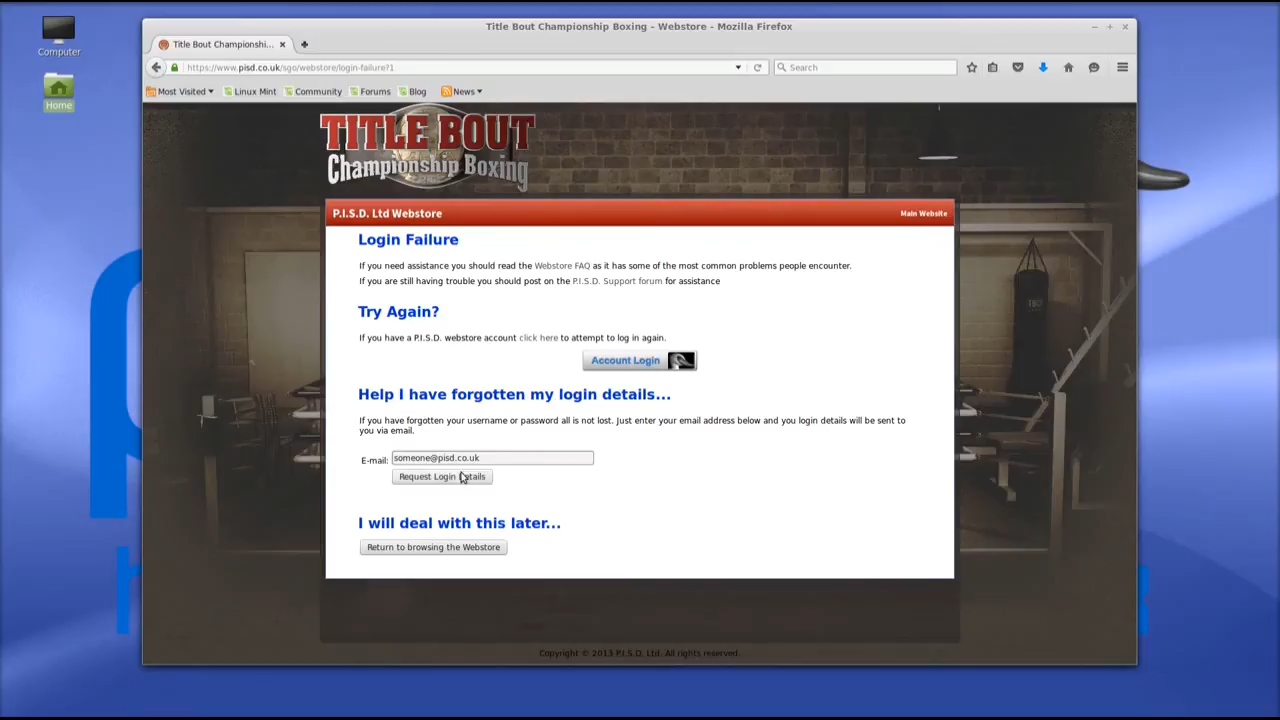 Computer
Home
Title Bout Championship Boxing - Webstore - Mozilla Firefox
Title Bout Championshi...
https://www.pisd.co.uk/sgo/webstore/login-failure?1
Search
Most Visited
Linux Mint
Community
Forums
Blog
News
TITLE BOUT
Championship Boxing
P.I.S.D. Ltd Webstore
Main Website
Login Failure
If you need assistance you should read the Webstore FAQ as it has some of the most common problems people encounter.
If you are still having trouble you should post on the P.I.S.D. Support forum for assistance
Try Again?
If you have a P.I.S.D. webstore account click here to attempt to log in again.
Account Login
Help I have forgotten my login details...
If you have forgotten your username or password all is not lost. Just enter your email address below and you login details will be sent to
you via email.
E-mail: someone@pisd.co.uk
Request Login Details
I will deal with this later...
Return to browsing the Webstore
Copyright © 2013 P.I.S.D. Ltd. All rights reserved.